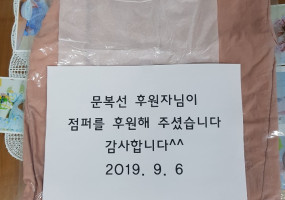 문복선 후원자님이
점퍼를 후원해 주셨습니다
감사합니다^^
2019. 9. 6